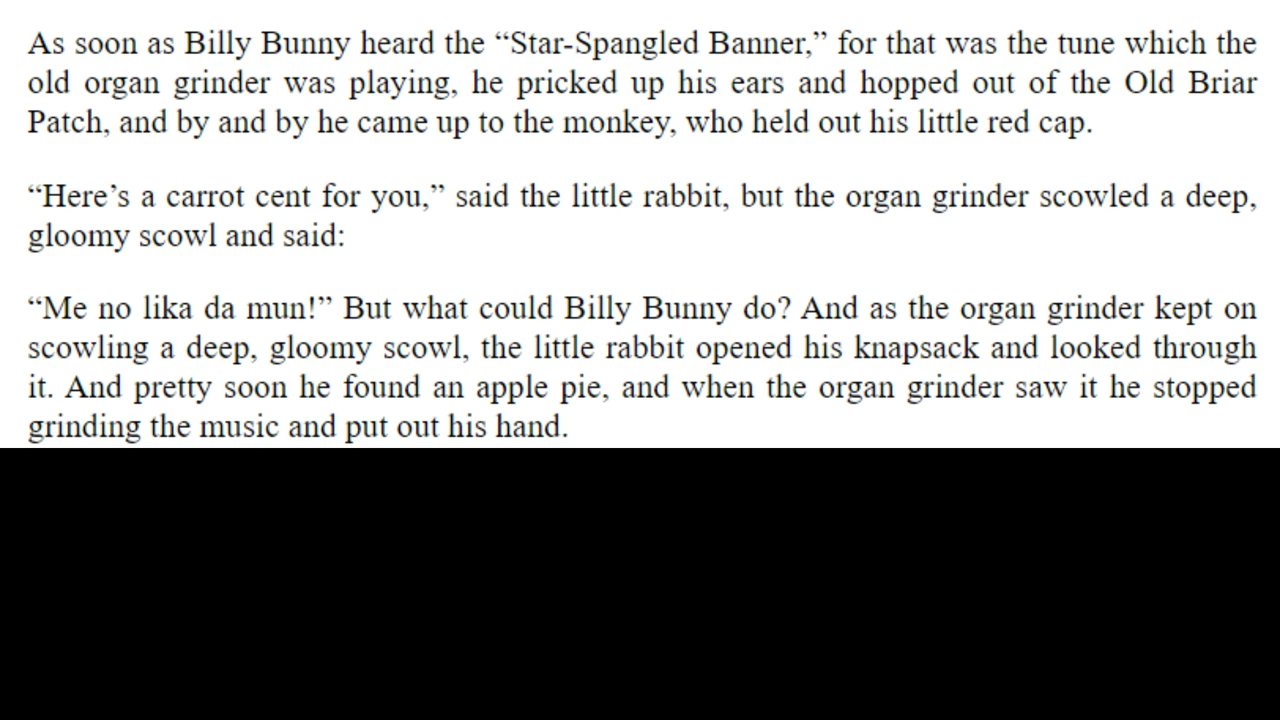 As soon as Billy Bunny heard the “Star-Spangled Banner,” for that was the tune which the
old organ grinder was playing, he pricked up his ears and hopped out of the Old Briar
Patch, and by and by he came up to the monkey, who held out his little red cap.
“Here’s a carrot cent for you,” said the little rabbit, but the organ grinder scowled a deep,
gloomy scowl and said:
“Me no lika da mun!” But what could Billy Bunny do? And as the organ grinder kept on
scowling a deep, gloomy scowl, the little rabbit opened his knapsack and looked through
it. And pretty soon he found an apple pie, and when the organ grinder saw it he stopped
grinding the music and put out his hand.